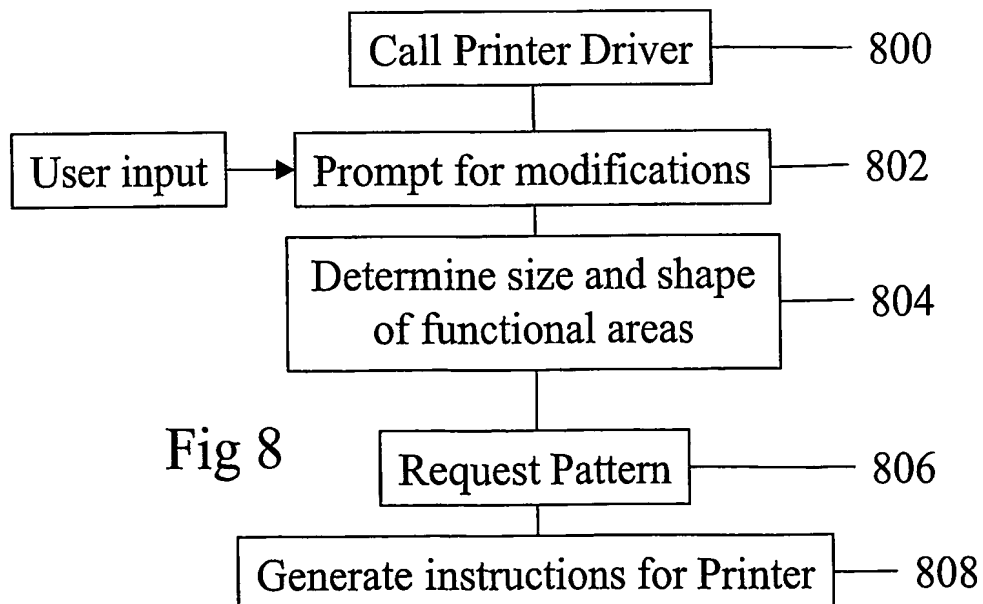 Call Printer Driver 800
User input Prompt for modifications 802
Determine size and shape
of functional areas 804
Fig 8
Request Pattern 806
Generate instructions for Printer 808